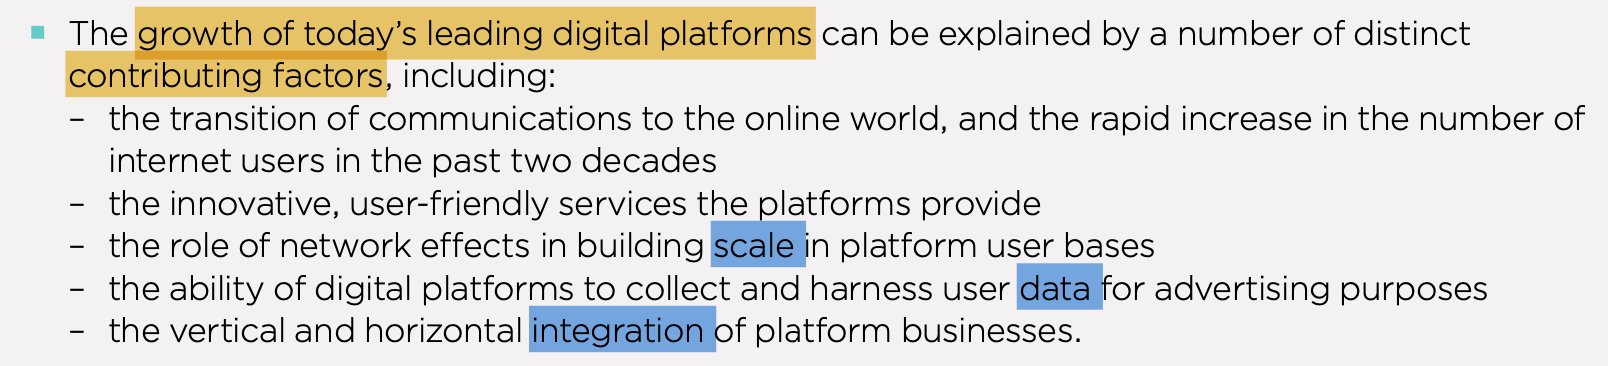 The growth of today’s leading digital platforms can be explained by a number of distinct
contributing factors, including:
– the transition of communications to the online world, and the rapid increase in the number of
internet users in the past two decades
– the innovative, user-friendly services the platforms provide
– the role of network effects in building scale in platform user bases
– the ability of digital platforms to collect and harness user data for advertising purposes
– the vertical and horizontal integration of platform businesses.